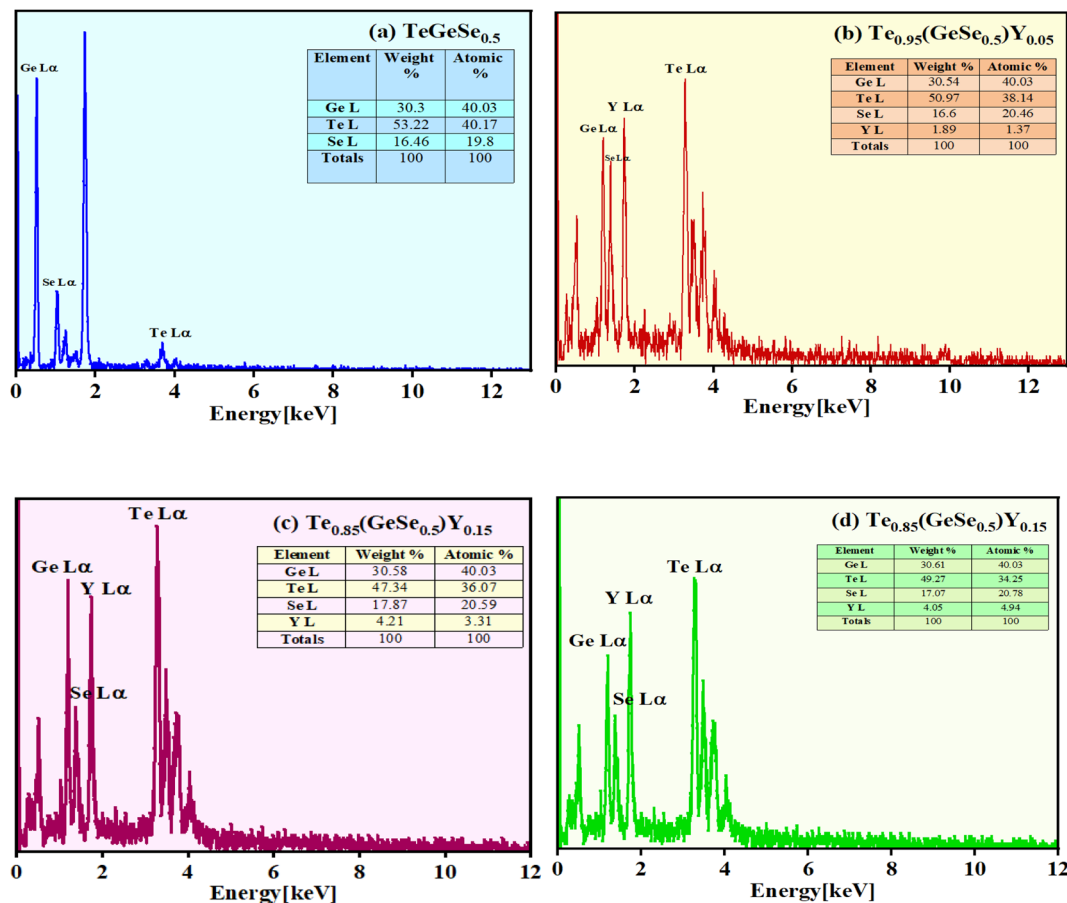 (a) TeGeSe0.5
Element Weight % Atomic %
Ge L 30.3 40.03
Te L 53.22 40.17
Se L 16.46 19.8
Totals 100 100
Ge Lα
Se Lα
Te Lα
0 2 4 6 8 10 12
Energy[keV]
(b) Te0.95(GeSe0.5)Y0.05
Element Weight % Atomic %
Ge L 30.54 40.03
Te L 50.97 38.14
Se L 16.6 20.46
Y L 1.89 1.37
Totals 100 100
Te Lα
Y Lα
Ge Lα
Se Lα
0 2 4 6 8 10 12
Energy[keV]
(c) Te0.85(GeSe0.5)Y0.15
Element Weight % Atomic %
Ge L 30.58 40.03
Te L 47.34 36.07
Se L 17.87 20.59
Y L 4.21 3.31
Totals 100 100
Te Lα
Ge Lα
Y Lα
Se Lα
0 2 4 6 8 10 12
Energy[keV]
(d) Te0.85(GeSe0.5)Y0.15
Element Weight % Atomic %
Ge L 30.61 40.03
Te L 49.27 34.25
Se L 17.07 20.78
Y L 4.05 4.94
Totals 100 100
Te Lα
Y Lα
Ge Lα
Se Lα
0 2 4 6 8 10 12
Energy[keV]